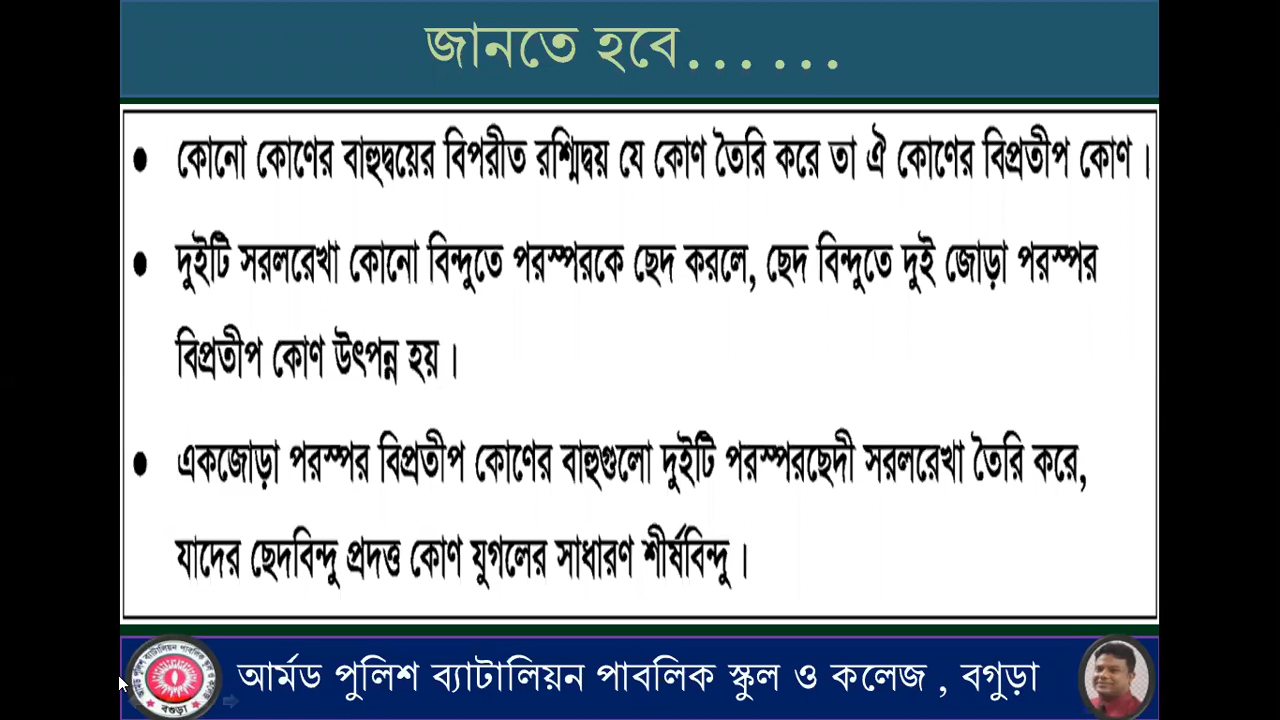 জানতে হবে......
• কোনো কোণের বাহুদ্বয়ের বিপরীত রশ্মিদ্বয় যে কোণ তৈরি করে তা ঐ কোণের বিপ্রতীপ কোণ ।
• দুইটি সরলরেখা কোনো বিন্দুতে পরস্পরকে ছেদ করলে, ছেদ বিন্দুতে দুই জোড়া পরস্পর
বিপ্রতীপ কোণ উৎপন্ন হয় ।
• একজোড়া পরস্পর বিপ্রতীপ কোণের বাহুগুলো দুইটি পরস্পরছেদী সরলরেখা তৈরি করে,
যাদের ছেদবিন্দু প্রদত্ত কোণ যুগলের সাধারণ শীর্ষবিন্দু ।
আর্মড পুলিশ ব্যাটালিয়ন পাবলিক স্কুল ও কলেজ , বগুড়া
বগুড়া